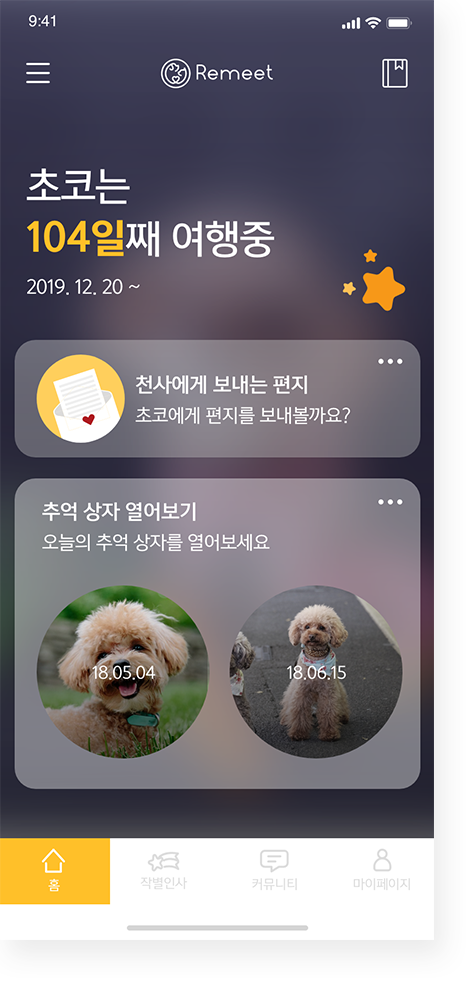 9:41
Remeet
초코는
104일째 여행중
2019. 12. 20 ~
천사에게 보내는 편지
초코에게 편지를 보내볼까요?
추억 상자 열어보기
오늘의 추억 상자를 열어보세요
18.05.04
18.06.15
홈
작별인사
커뮤니티
마이페이지